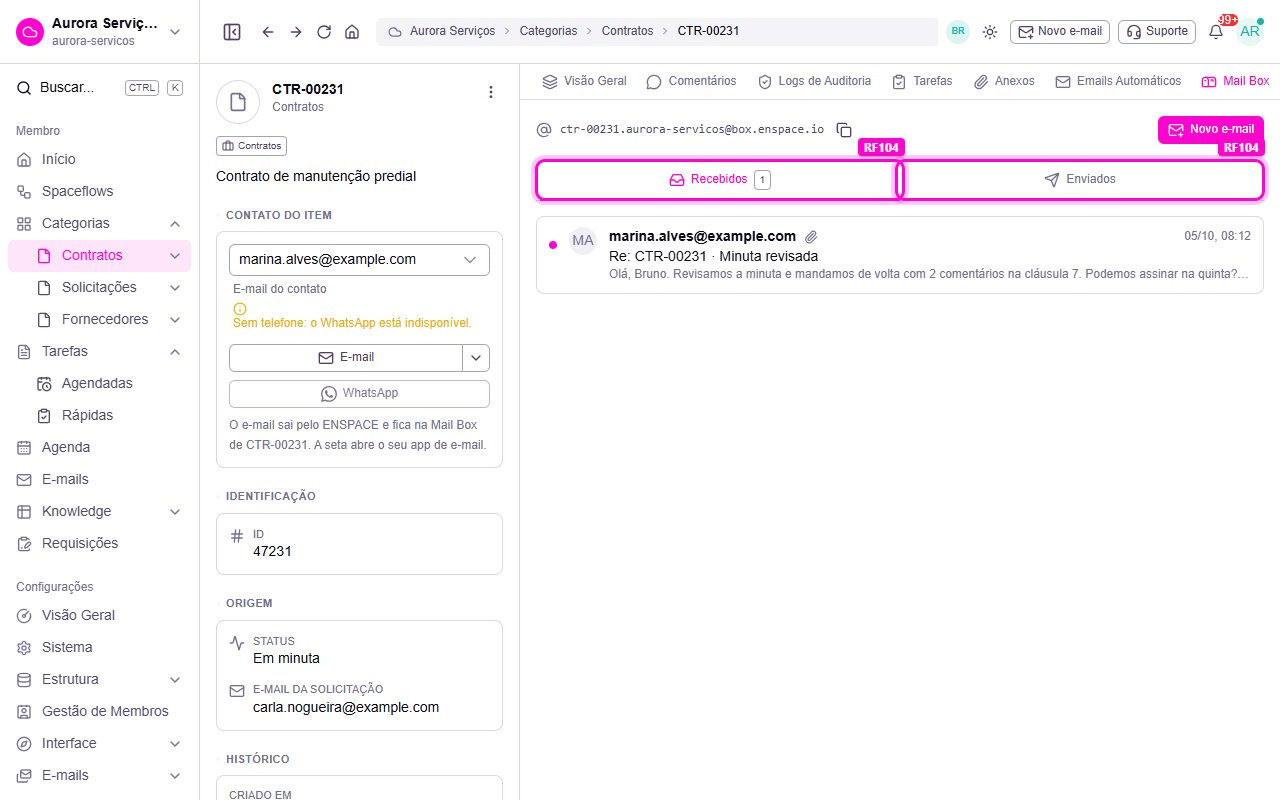 Aurora Serviç...
aurora-servicos
Aurora Serviços
Categorias
Contratos
CTR-00231
BR
Novo e-mail
Suporte
99+
AR
Buscar...
CTRL
K
Membro
Início
Spaceflows
Categorias
Contratos
Solicitações
Fornecedores
Tarefas
Agendadas
Rápidas
Agenda
E-mails
Knowledge
Requisições
Configurações
Visão Geral
Sistema
Estrutura
Gestão de Membros
Interface
E-mails
CTR-00231
Contratos
Contratos
Contrato de manutenção predial
CONTATO DO ITEM
marina.alves@example.com
E-mail do contato
Sem telefone: o WhatsApp está indisponível.
E-mail
WhatsApp
O e-mail sai pelo ENSPACE e fica na Mail Box
de CTR-00231. A seta abre o seu app de e-mail.
IDENTIFICAÇÃO
ID
47231
ORIGEM
STATUS
Em minuta
E-MAIL DA SOLICITAÇÃO
carla.nogueira@example.com
HISTÓRICO
CRIADO EM
Visão Geral
Comentários
Logs de Auditoria
Tarefas
Anexos
Emails Automáticos
Mail Box
ctr-00231.aurora-servicos@box.enspace.io
Novo e-mail
RF104
RF104
Recebidos
1
Enviados
MA
marina.alves@example.com
05/10, 08:12
Re: CTR-00231 · Minuta revisada
Olá, Bruno. Revisamos a minuta e mandamos de volta com 2 comentários na cláusula 7. Podemos assinar na quinta?...